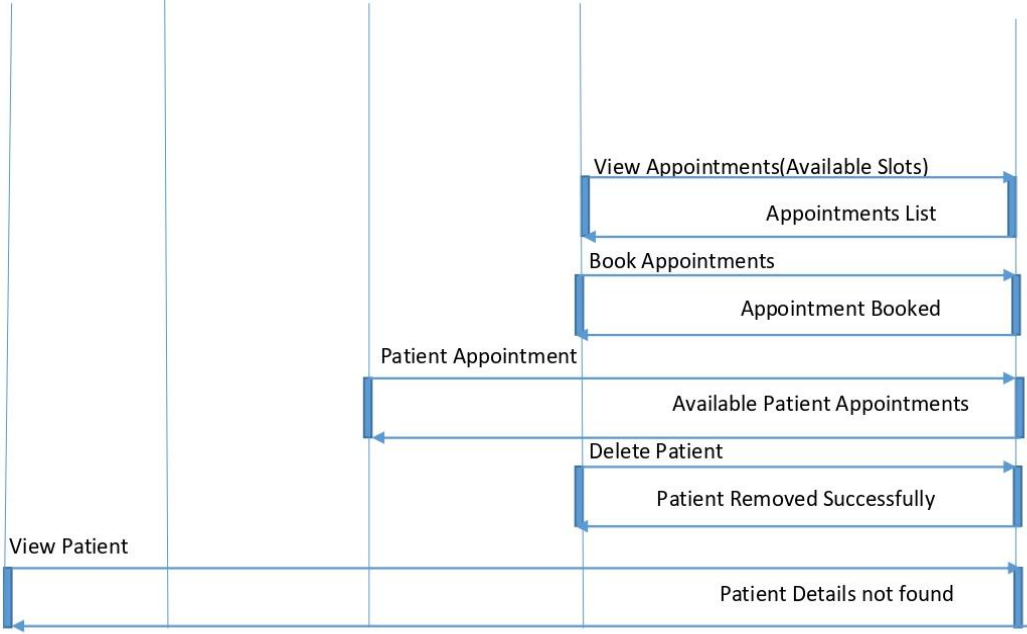 View Appointments(Available Slots)
Appointments List
Book Appointments
Appointment Booked
Patient Appointment
Available Patient Appointments
Delete Patient
Patient Removed Successfully
View Patient
Patient Details not found